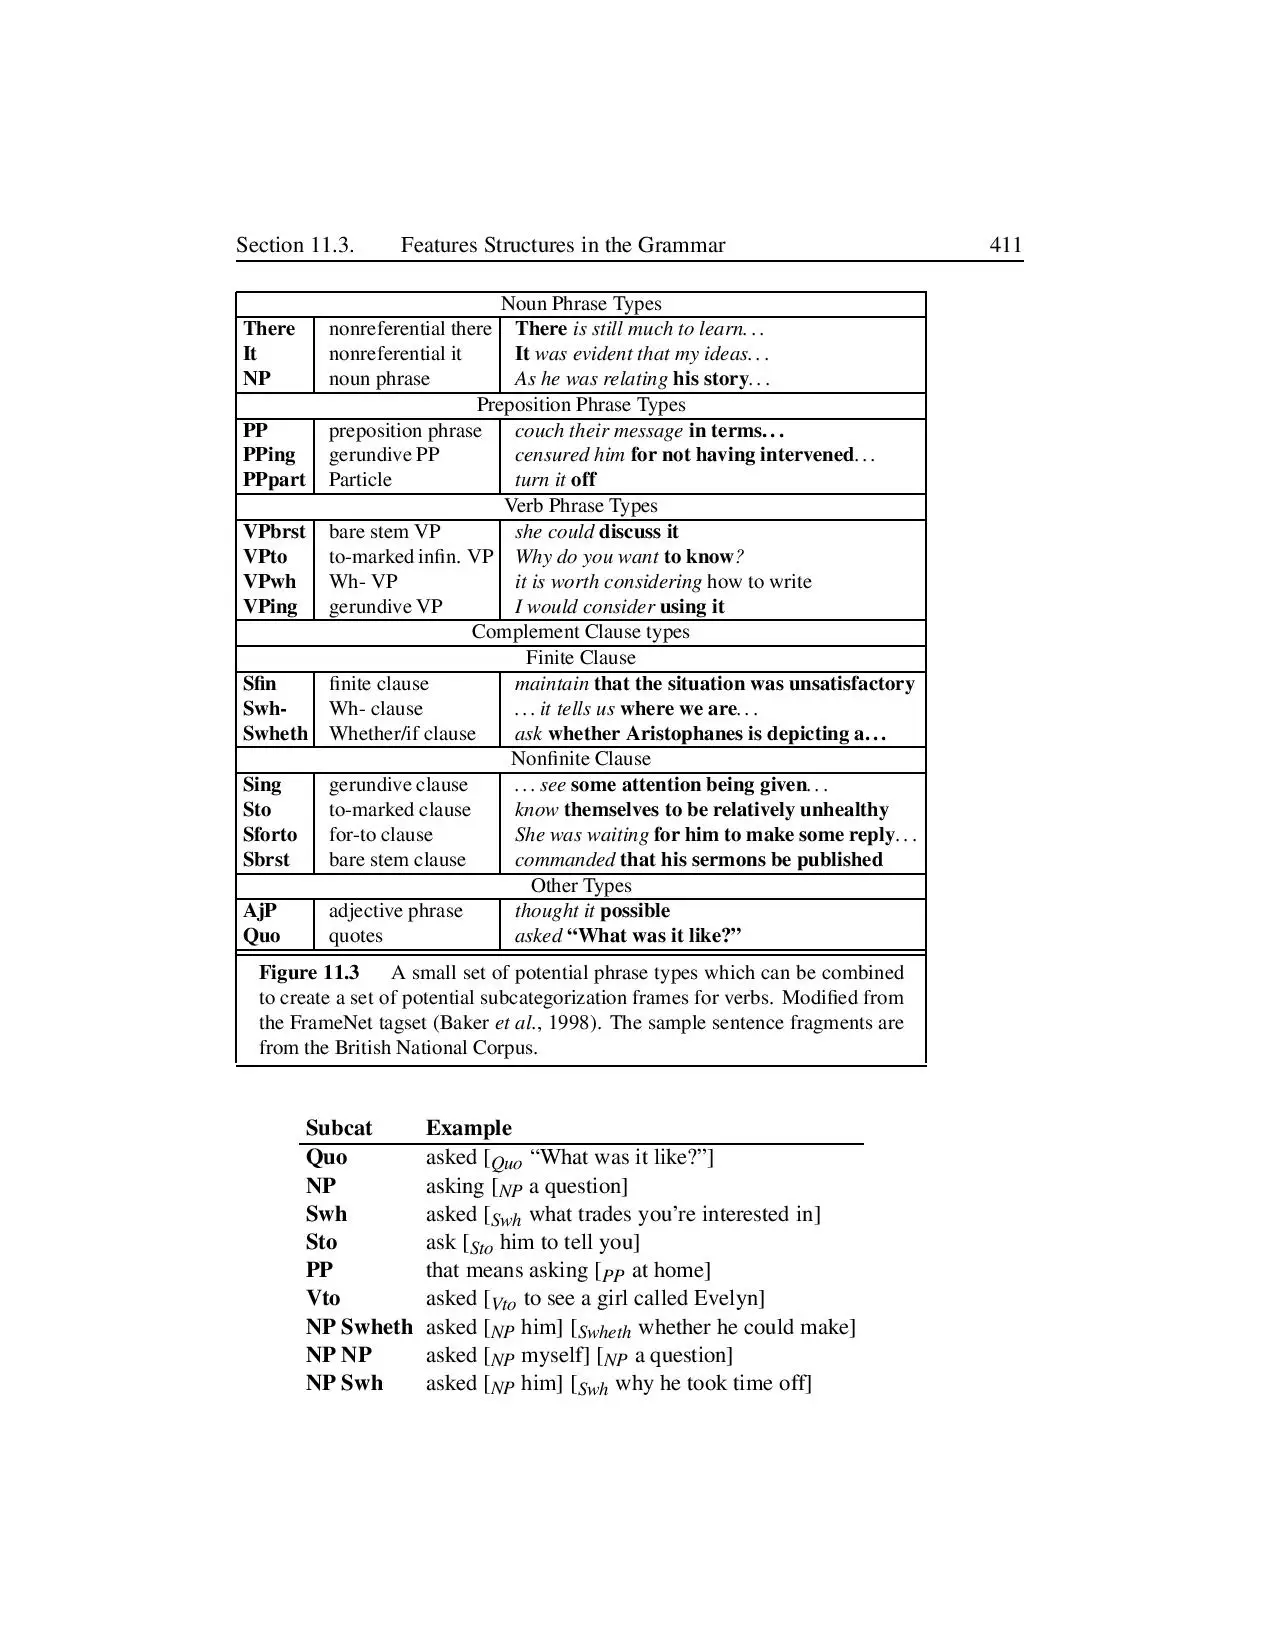 Section 11.3. Features Structures in the Grammar 411
Noun Phrase Types
There nonreferential there There is still much to learn. . .
It nonreferential it It was evident that my ideas. . .
NP noun phrase As he was relating his story. . .
Preposition Phrase Types
PP preposition phrase couch their message in terms. . .
PPing gerundive PP censured him for not having intervened. . .
PPpart Particle turn it off
Verb Phrase Types
VPbrst bare stem VP she could discuss it
VPto to-marked infin. VP Why do you want to know?
VPwh Wh- VP it is worth considering how to write
VPing gerundive VP I would consider using it
Complement Clause types
Finite Clause
Sfin finite clause maintain that the situation was unsatisfactory
Swh- Wh- clause . . . it tells us where we are. . .
Swheth Whether/if clause ask whether Aristophanes is depicting a. . .
Nonfinite Clause
Sing gerundive clause . . . see some attention being given. . .
Sto to-marked clause know themselves to be relatively unhealthy
Sforto for-to clause She was waiting for him to make some reply. . .
Sbrst bare stem clause commanded that his sermons be published
Other Types
AjP adjective phrase thought it possible
Quo quotes asked “What was it like?”
Figure 11.3 A small set of potential phrase types which can be combined
to create a set of potential subcategorization frames for verbs. Modified from
the FrameNet tagset (Baker et al., 1998). The sample sentence fragments are
from the British National Corpus.
Subcat Example
Quo asked [Quo “What was it like?”]
NP asking [NP a question]
Swh asked [Swh what trades you’re interested in]
Sto ask [Sto him to tell you]
PP that means asking [PP at home]
Vto asked [Vto to see a girl called Evelyn]
NP Swheth asked [NP him] [Swheth whether he could make]
NP NP asked [NP myself] [NP a question]
NP Swh asked [NP him] [Swh why he took time off]